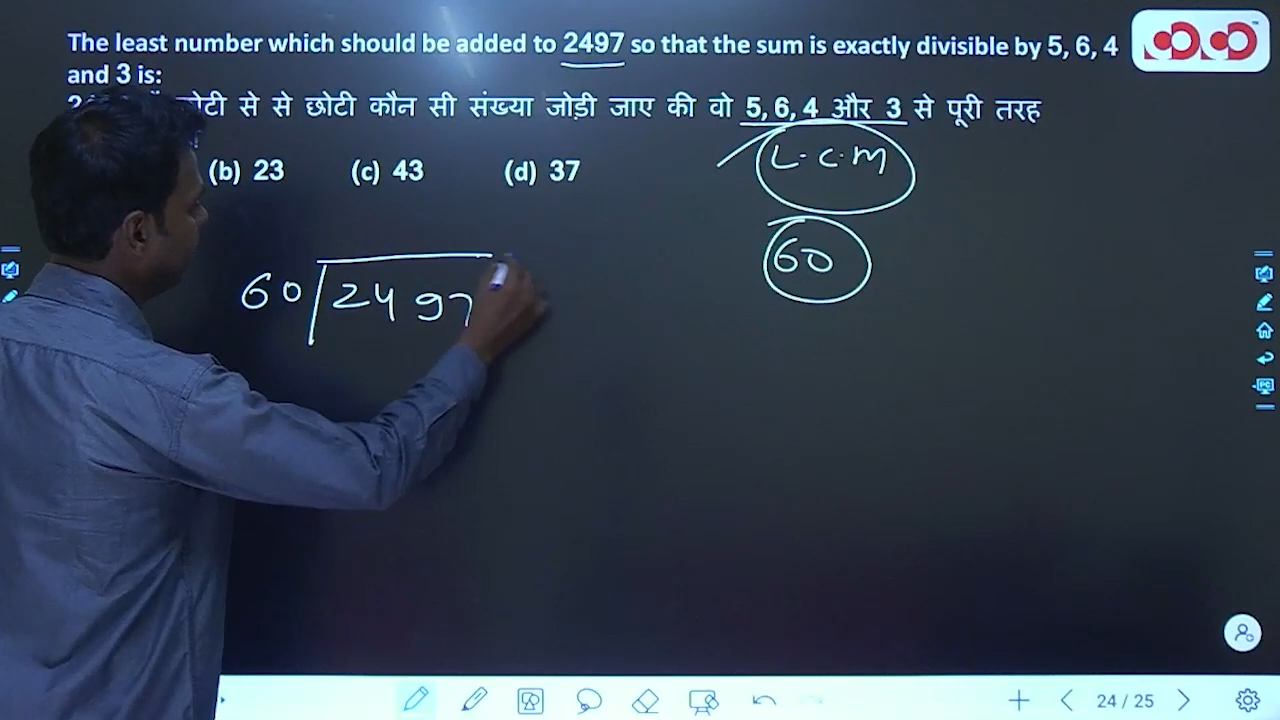 The least number which should be added to 2497 so that the sum is exactly divisible by 5, 6, 4
and 3 is:
छोटी कौन सी संख्या जोड़ी जाए की वो 5, 6, 4 और 3 से पूरी तरह
(b) 23 (c) 43 (d) 37
L.C.M
60
60 2497
24 / 25